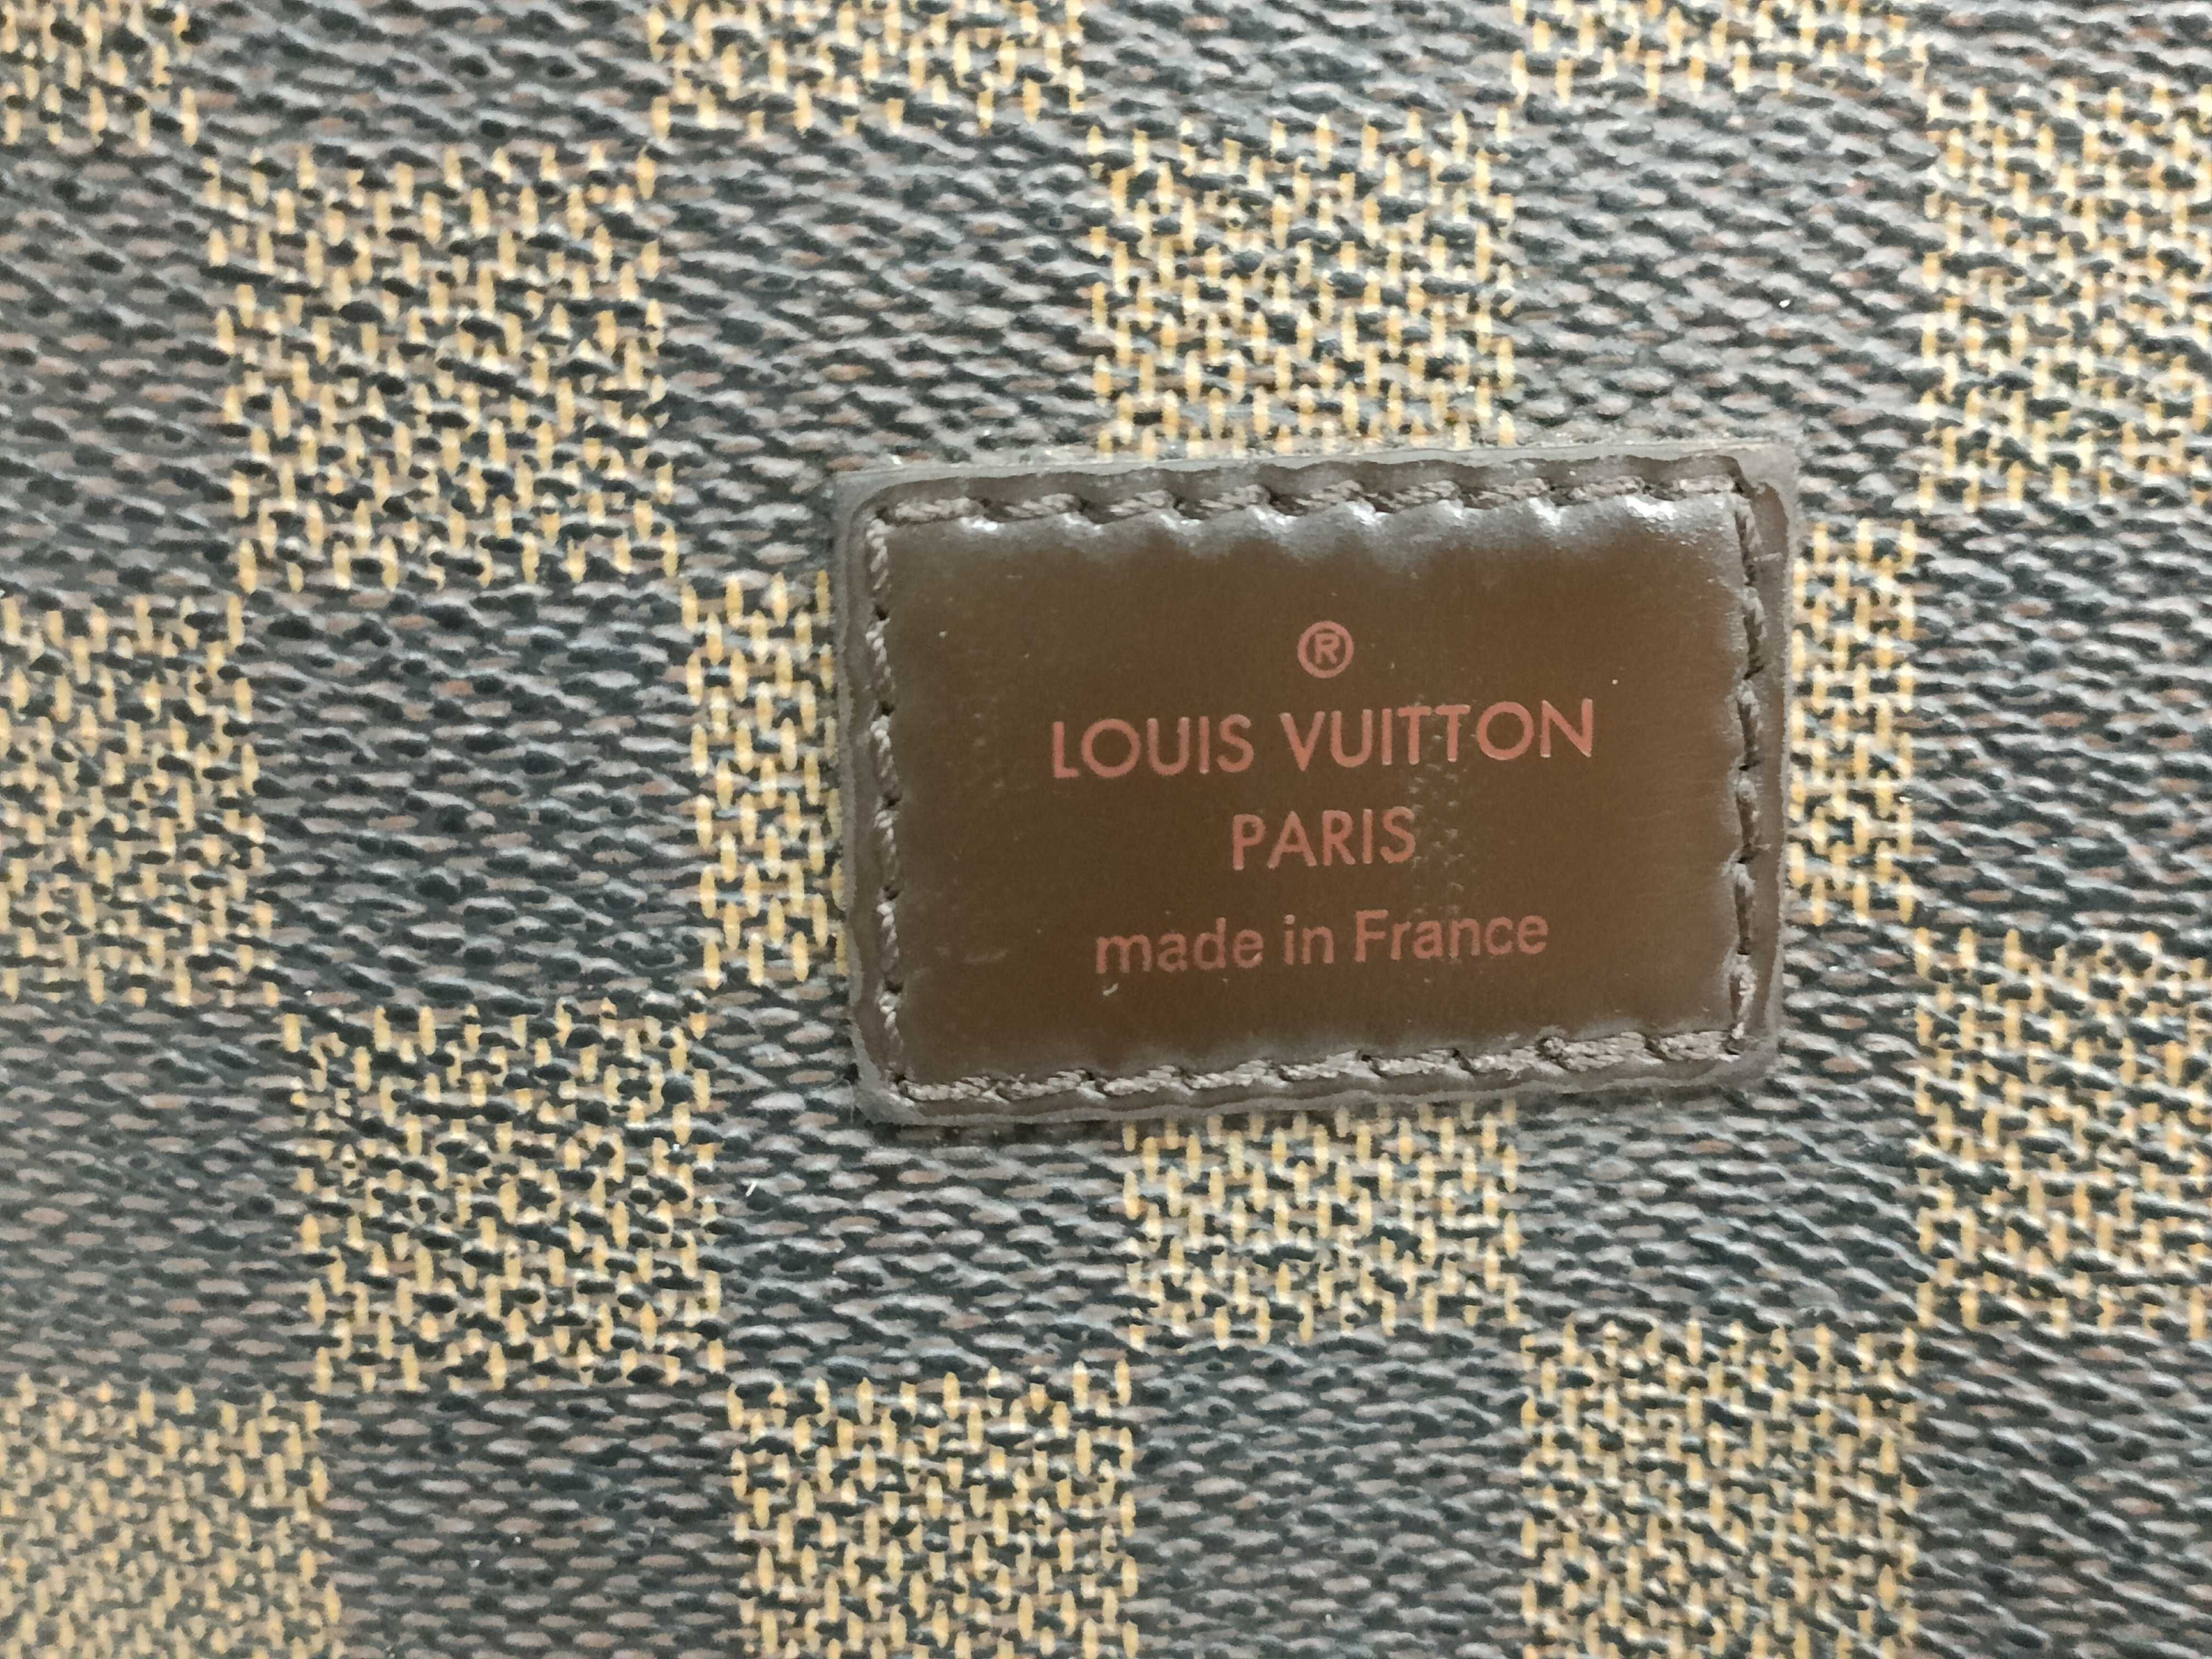 ®
LOUIS VUITTON
PARIS
made in France